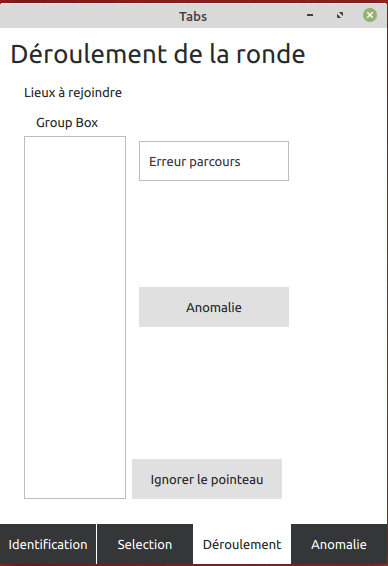 Tabs
Déroulement de la ronde
Lieux à rejoindre
Group Box
Erreur parcours
Anomalie
Ignorer le pointeau
Identification
Selection
Déroulement
Anomalie